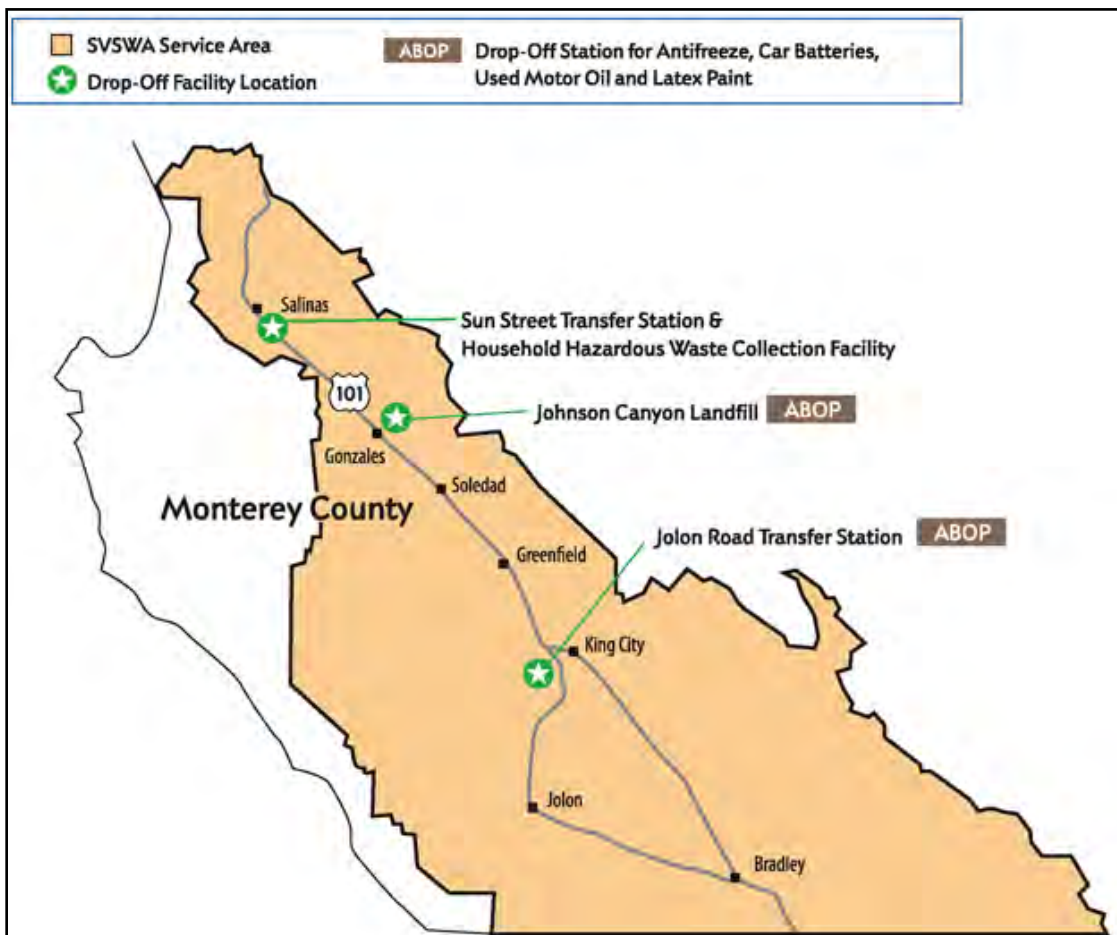 SVSWA Service Area
Drop-Off Facility Location
ABOP
Drop-Off Station for Antifreeze, Car Batteries,
Used Motor Oil and Latex Paint
Salinas
Sun Street Transfer Station &
Household Hazardous Waste Collection Facility
101
Johnson Canyon Landfill
ABOP
Gonzales
Soledad
Monterey County
Jolon Road Transfer Station
ABOP
Greenfield
King City
Jolon
Bradley